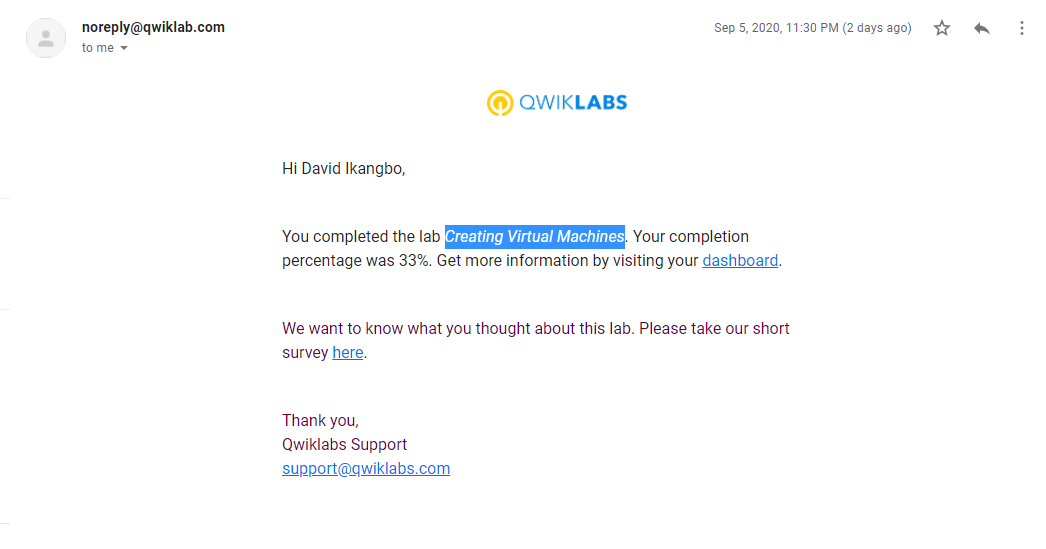 noreply@qwiklab.com
Sep 5, 2020, 11:30 PM (2 days ago)
to me
QWIKLABS
Hi David Ikangbo,
You completed the lab Creating Virtual Machines. Your completion
percentage was 33%. Get more information by visiting your dashboard.
We want to know what you thought about this lab. Please take our short
survey here.
Thank you,
Qwiklabs Support
support@qwiklabs.com